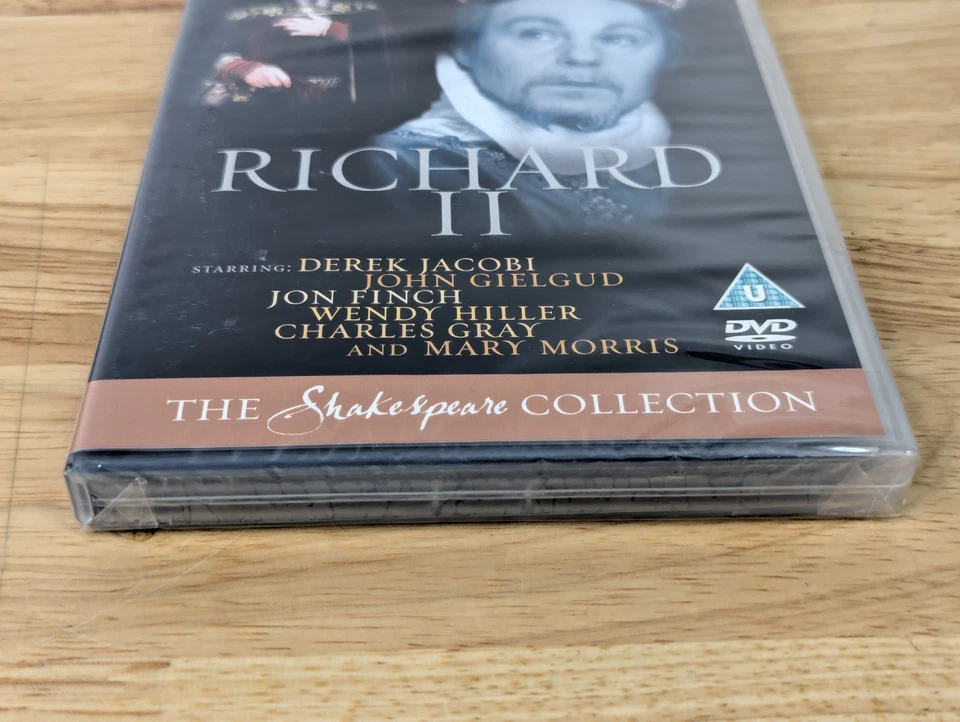 RICHARD
II
STARRING: DEREK JACOBI
JOHN GIELGUD
JON FINCH
WENDY HILLER
CHARLES GRAY
AND MARY MORRIS
U
DVD
VIDEO
THE Shakespeare COLLECTION